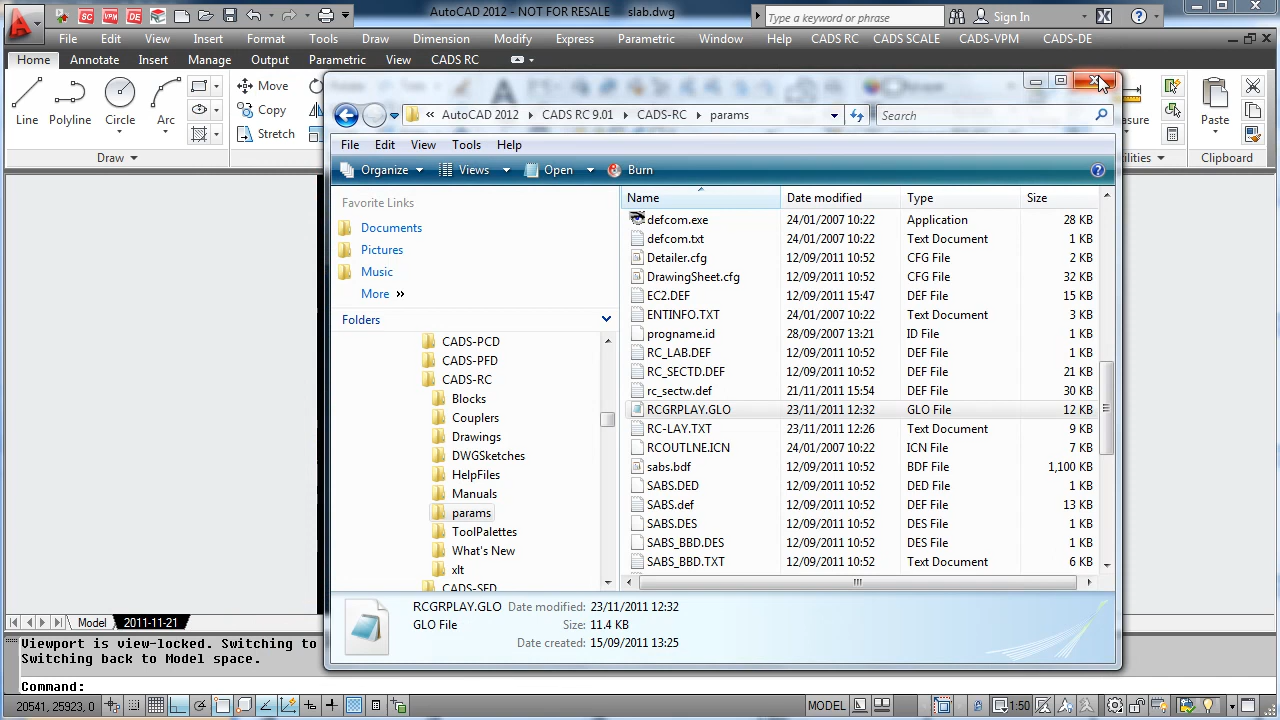 SC VPM DE
AutoCAD 2012 - NOT FOR RESALE slab.dwg
Type a keyword or phrase
Sign In
File Edit View Insert Format Tools Draw Dimension Modify Express Parametric Window Help CADS RC CADS SCALE CADS-VPM CADS-DE
Home Annotate Insert Manage Output Parametric View CADS RC
Line Polyline Circle Arc
Move
Copy
Stretch
Paste
Draw
Clipboard
AutoCAD 2012 CADS RC 9.01 CADS-RC params
Search
File Edit View Tools Help
Organize Views Open Burn
Favorite Links
Documents
Pictures
Music
More »
Folders
CADS-PCD
CADS-PFD
CADS-RC
Blocks
Couplers
Drawings
DWGSketches
HelpFiles
Manuals
params
ToolPalettes
What's New
xlt
CADS-SFD
Name Date modified Type Size
defcom.exe 24/01/2007 10:22 Application 28 KB
defcom.txt 24/01/2007 10:22 Text Document 1 KB
Detailer.cfg 12/09/2011 10:52 CFG File 2 KB
DrawingSheet.cfg 12/09/2011 10:52 CFG File 32 KB
EC2.DEF 12/09/2011 15:47 DEF File 15 KB
ENTINFO.TXT 24/01/2007 10:22 Text Document 3 KB
progname.id 28/09/2007 13:21 ID File 1 KB
RC_LAB.DEF 12/09/2011 10:52 DEF File 1 KB
RC_SECTD.DEF 12/09/2011 10:52 DEF File 21 KB
rc_sectw.def 21/11/2011 15:54 DEF File 30 KB
RCGRPLAY.GLO 23/11/2011 12:32 GLO File 12 KB
RC-LAY.TXT 23/11/2011 12:26 Text Document 9 KB
RCOUTLNE.ICN 24/01/2007 10:22 ICN File 7 KB
sabs.bdf 12/09/2011 10:52 BDF File 1,100 KB
SABS.DED 12/09/2011 10:52 DED File 1 KB
SABS.def 12/09/2011 10:52 DEF File 13 KB
SABS.DES 12/09/2011 10:52 DES File 1 KB
SABS_BBD.DES 12/09/2011 10:52 DES File 1 KB
SABS_BBD.TXT 12/09/2011 10:52 Text Document 6 KB
RCGRPLAY.GLO Date modified: 23/11/2011 12:32
GLO File Size: 11.4 KB
Date created: 15/09/2011 13:25
Model 2011-11-21
Viewport is view-locked. Switching to
Switching back to Model space.
Command:
20541, 25923, 0
MODEL
1:50